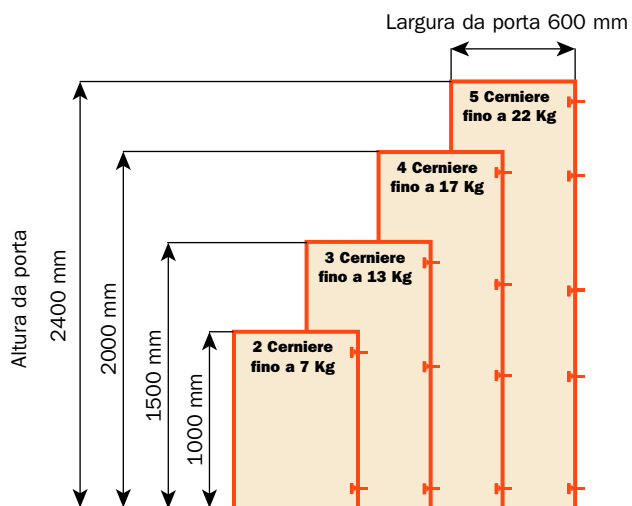 Largura da porta 600 mm
5 Cerniere
fino a 22 Kg
4 Cerniere
fino a 17 Kg
3 Cerniere
fino a 13 Kg
2 Cerniere
fino a 7 Kg
Altura da porta
2400 mm
2000 mm
1500 mm
1000 mm